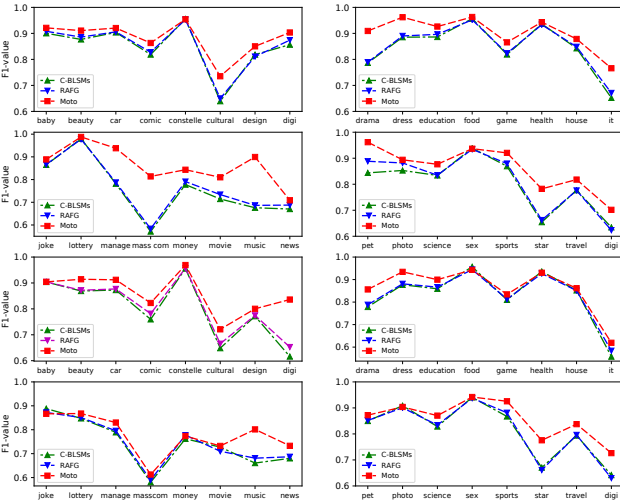 F1-value
1.0
0.9
0.8
0.7
0.6
C-BLSMs
RAFG
Moto
baby beauty car comic constelle cultural design digi
1.0
0.9
0.8
0.7
0.6
C-BLSMs
RAFG
Moto
drama dress education food game health house it
F1-value
1.0
0.9
0.8
0.7
0.6
C-BLSMs
RAFG
Moto
joke lottery manage mass com money movie music news
1.0
0.9
0.8
0.7
0.6
C-BLSMs
RAFG
Moto
pet photo science sex sports star travel digi
F1-value
1.0
0.9
0.8
0.7
0.6
C-BLSMs
RAFG
Moto
baby beauty car comic constelle cultural design digi
1.0
0.9
0.8
0.7
0.6
C-BLSMs
RAFG
Moto
drama dress education food game health house it
F1-value
1.0
0.9
0.8
0.7
0.6
C-BLSMs
RAFG
Moto
joke lottery manage masscom money movie music news
1.0
0.9
0.8
0.7
0.6
C-BLSMs
RAFG
Moto
pet photo science sex sports star travel digi